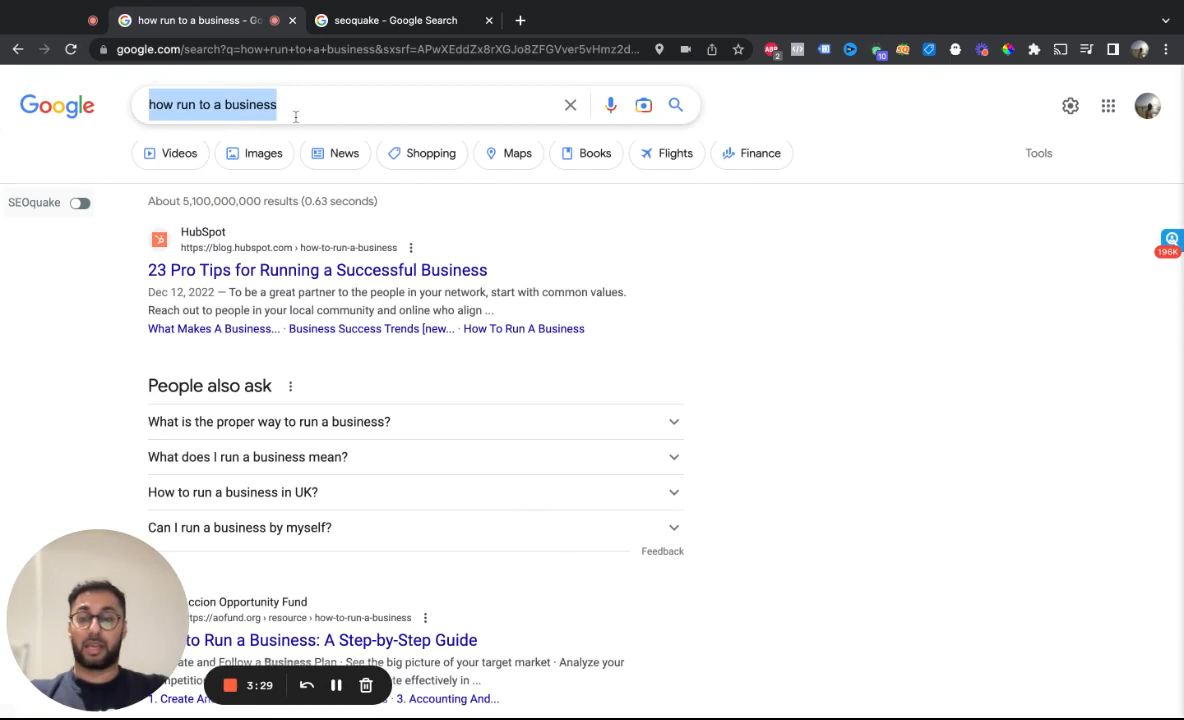 how run to a business - Go
seoquake - Google Search
google.com/search?q=how+run+to+a+business&sxsrf=APwXEddZx8rXGJo8ZFGVver5vHmz2d...
2
10
Google
how run to a business
Videos
Images
News
Shopping
Maps
Books
Flights
Finance
Tools
SEOquake
About 5,100,000,000 results (0.63 seconds)
HubSpot
https://blog.hubspot.com › how-to-run-a-business
196K
23 Pro Tips for Running a Successful Business
Dec 12, 2022 — To be a great partner to the people in your network, start with common values.
Reach out to people in your local community and online who align ...
What Makes A Business... · Business Success Trends [new... · How To Run A Business
People also ask
What is the proper way to run a business?
What does I run a business mean?
How to run a business in UK?
Can I run a business by myself?
Feedback
ccion Opportunity Fund
tps://aofund.org › resource › how-to-run-a-business
to Run a Business: A Step-by-Step Guide
ate and Follow a Business Plan · See the big picture of your target market · Analyze your
mpetitio
te effectively in ...
3:29
1. Create An
· 3. Accounting And...